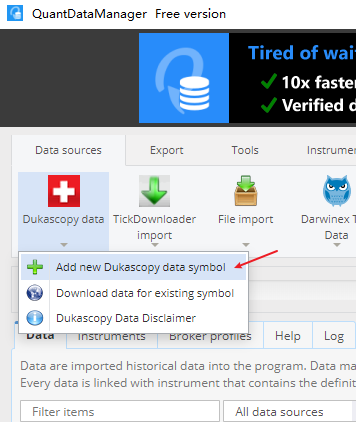 QuantDataManager Free version
Tired of wai
10x faster
Verified d
Data sources
Export
Tools
Instrumen
Dukascopy data
TickDownloader
import
File import
Darwinex T
Data
Add new Dukascopy data symbol
Download data for existing symbol
Dukascopy Data Disclaimer
Data
Instruments
Broker profiles
Help
Log
Data are imported historical data into the program. Data ma
Every data is linked with instrument that contains the definit
Filter items
All data sources